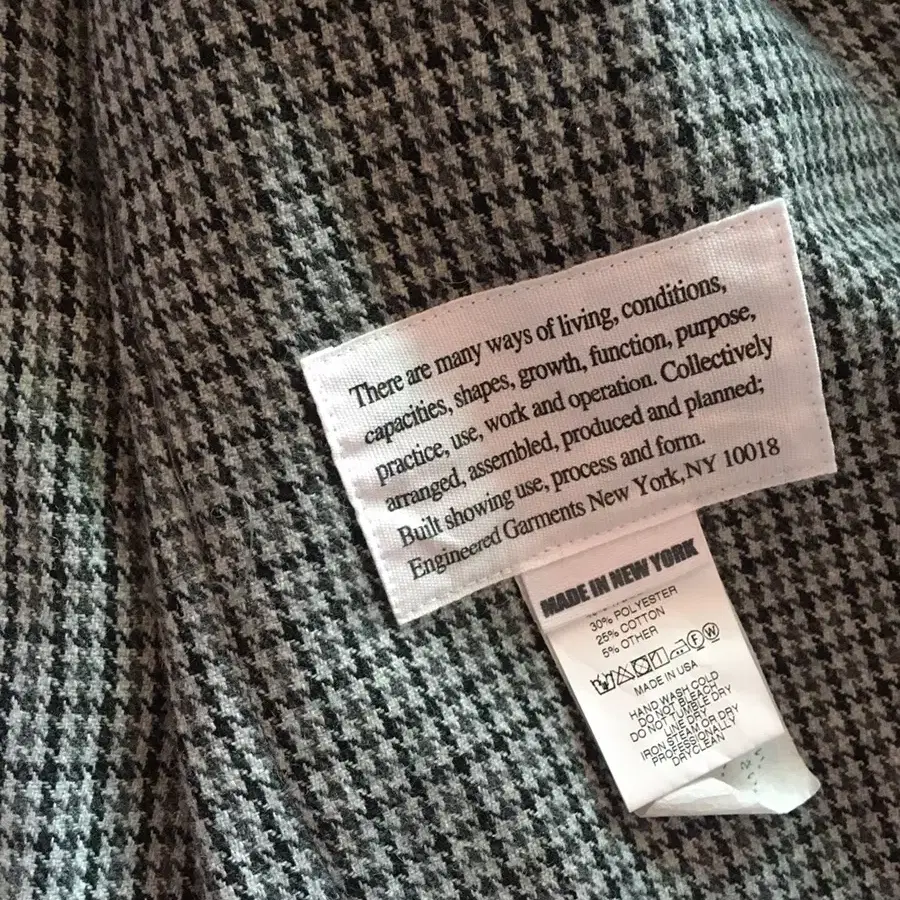 There are many ways of living, conditions,
capacities, shapes, growth, function, purpose,
practice, use, work and operation. Collectively
arranged, assembled, produced and planned;
Built showing use, process and form.
Engineered Garments New York,NY 10018
MADE IN NEW YORK
30% POLYESTER
25% COTTON
5% OTHER
F W
MADE IN USA
HAND WASH COLD
DO NOT BLEACH
DO NOT TUMBLE DRY
LINE DRY
IRON STEAM OR DRY
PROFESSIONALLY
DRYCLEAN